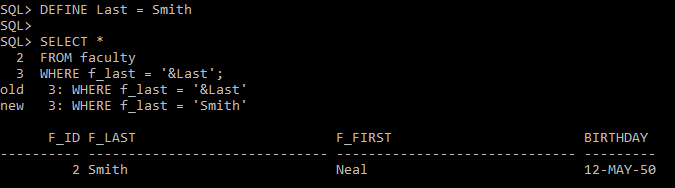 SQL> DEFINE Last = Smith
SQL>
SQL> SELECT *
  2  FROM faculty
  3  WHERE f_last = '&Last';
old   3: WHERE f_last = '&Last'
new   3: WHERE f_last = 'Smith'

      F_ID F_LAST                         F_FIRST                        BIRTHDAY
---------- ------------------------------ ------------------------------ ---------
         2 Smith                          Neal                           12-MAY-50